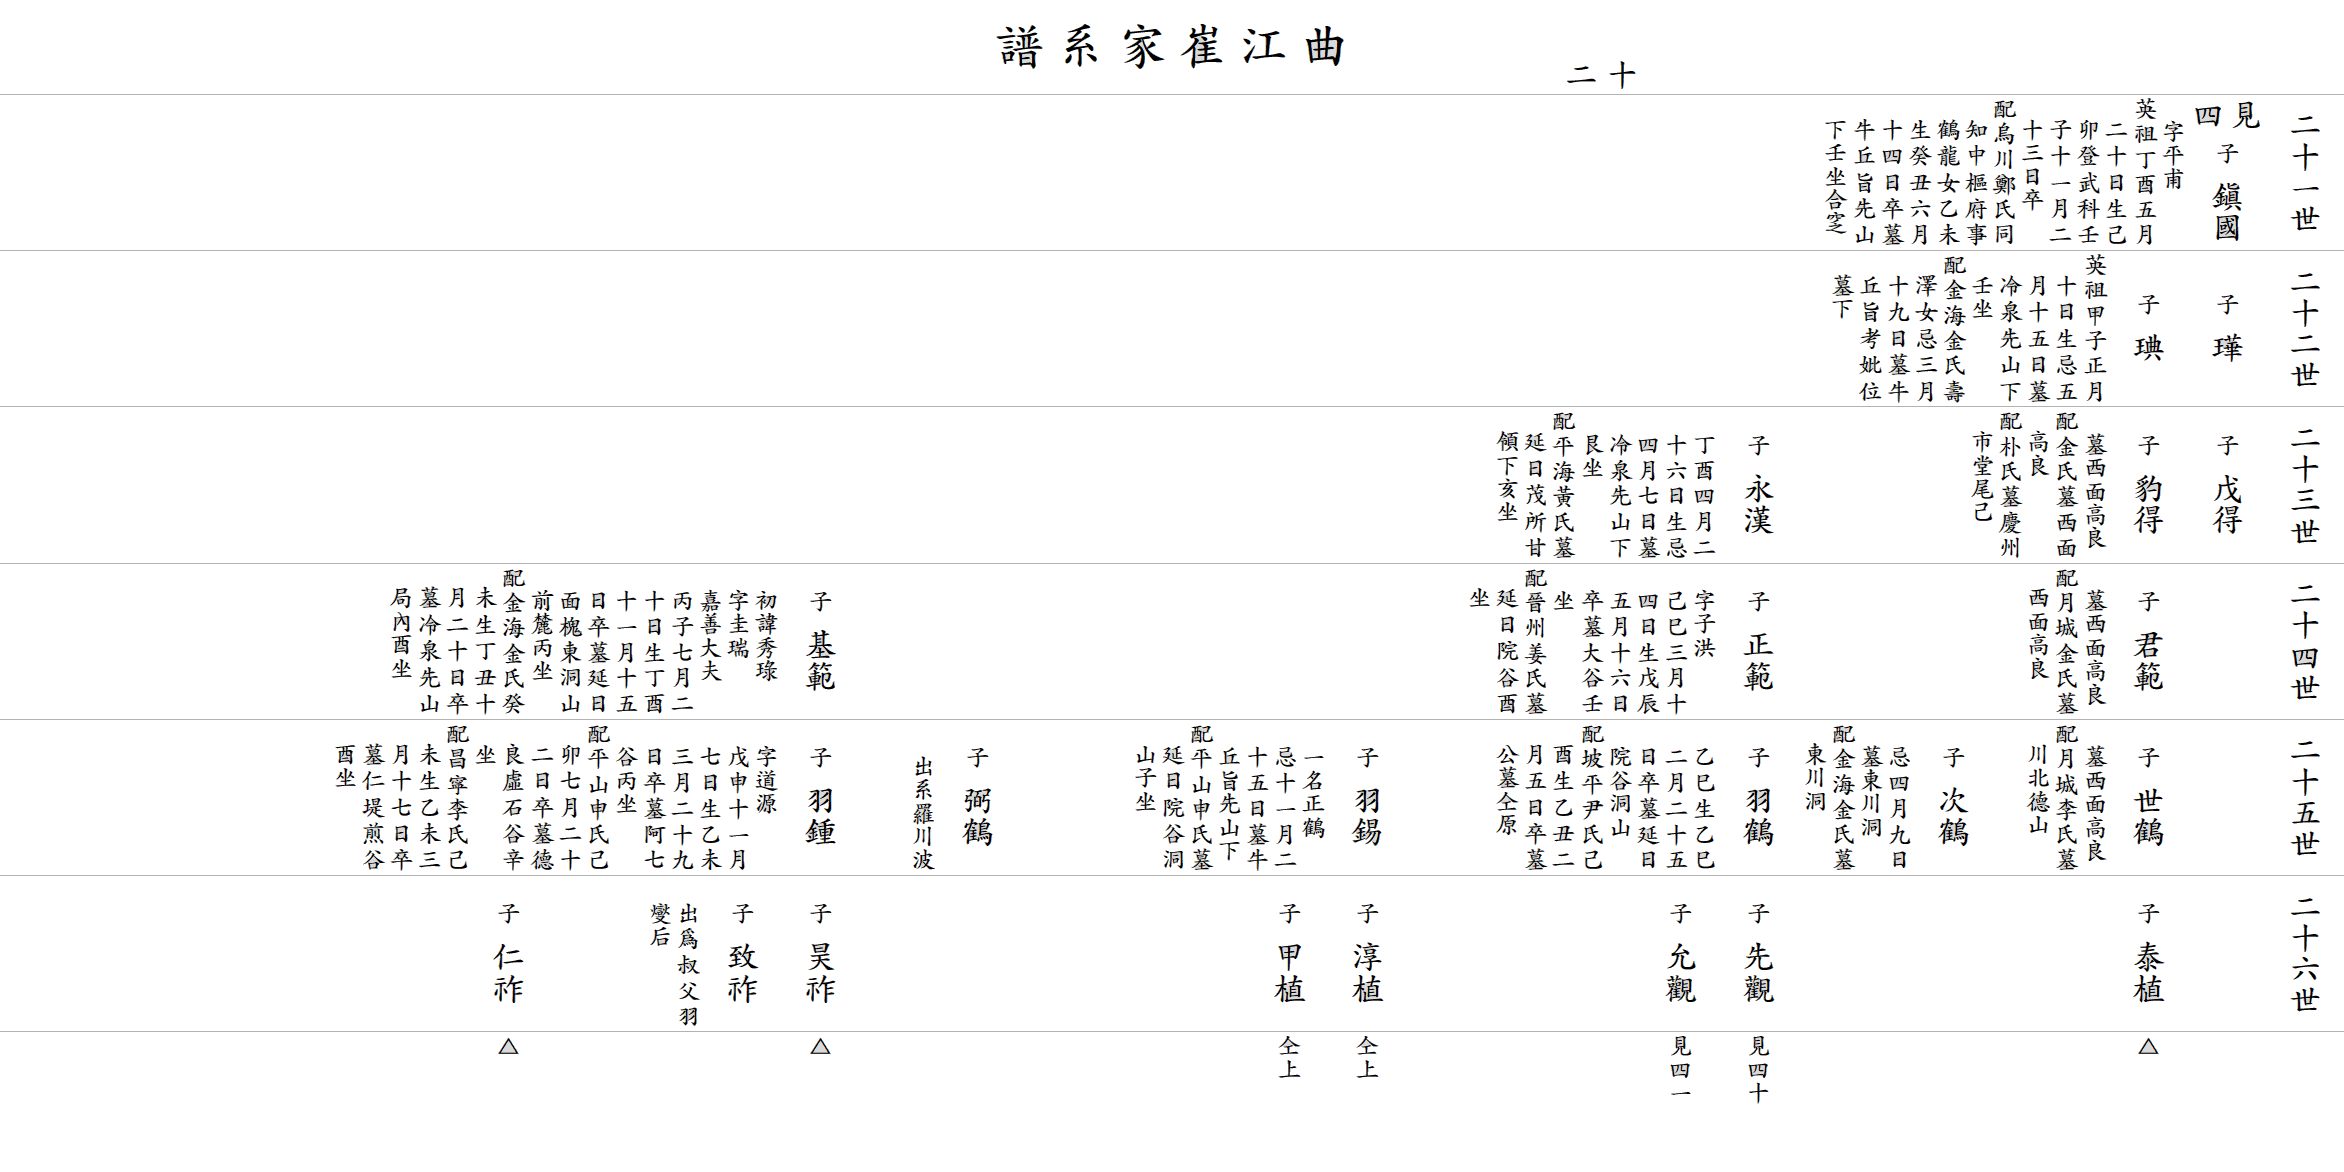 曲江崔家系譜
十二
二十一世
見四
子 鎭國
字平甫
英祖丁酉五月
二十日生己
卯登武科壬
子十一月二
十三日卒
配烏川鄭氏同
知中樞府事
鶴龍女乙未
生癸丑六月
十四日卒墓
牛丘旨先山
下壬坐合窆
二十二世
子 瑾
子 㻁
英祖甲子正月
十日生忌五
月十五日墓
冷泉先山下
壬坐
配金海金氏壽
澤女忌三月
十九日墓牛
丘旨考妣位
墓下
二十三世
子 戊得
子 豹得
墓西面高良
配金氏墓西面
高良
配朴氏墓慶州
市堂尾己
子 永漢
丁酉四月二
十六日生忌
四月七日墓
冷泉先山下
艮坐
配平海黃氏墓
延日茂所甘
領下亥坐
二十四世
子 君範
墓西面高良
配月城金氏墓
西面高良
子 正範
字子洪
己巳三月十
四日生戊辰
五月十六日
卒墓大谷壬
坐
配晉州姜氏墓
延日院谷酉
坐
子 基範
初諱秀琭
字圭瑞
嘉善大夫
丙子七月二
十日生丁酉
十一月十五
日卒墓延日
面槐東洞山
前麓丙坐
配金海金氏癸
未生丁丑十
月二十日卒
墓冷泉先山
局內酉坐
二十五世
子 世鶴
墓西面高良
配月城李氏墓
川北德山
子 次鶴
忌四月九日
墓東川洞
配金海金氏墓
東川洞
子 羽鶴
乙巳生乙巳
二月二十五
日卒墓延日
院谷洞山
配坡平尹氏己
酉生乙丑二
月五日卒墓
公墓仝原
子 羽錫
一名正鶴
忌十一月二
十五日墓牛
丘旨先山下
配平山申氏墓
延日院谷洞
山子坐
子 弼鶴
出系羅川波
子 羽鍾
字道源
戊申十一月
七日生乙未
三月二十九
日卒墓阿七
谷丙坐
配平山申氏己
卯七月二十
二日卒墓德
良虛石谷辛
坐
配昌寧李氏己
未生乙未三
月十七日卒
墓仁堤煎谷
酉坐
二十六世
子 泰植
△
子 先觀
見四十
子 允觀
見四一
子 淳植
仝上
子 甲植
仝上
子 昊祚
△
子 致祚
出爲叔父羽
燮后
子 仁祚
△